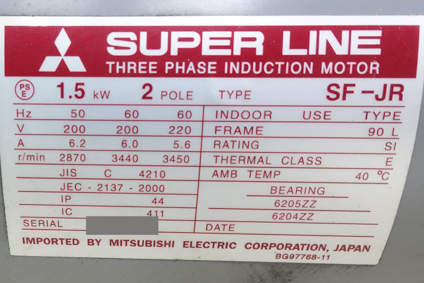 SUPER LINE
THREE PHASE INDUCTION MOTOR
PS E 1.5 kW 2 POLE TYPE SF-JR
Hz 50 60 60
V 200 200 220
A 6.2 6.0 5.6
r/min 2870 3440 3450
JIS C 4210
JEC - 2137 - 2000
IP 44
IC 411
SERIAL
INDOOR USE TYPE
FRAME 90 L
RATING SI
THERMAL CLASS E
AMB TEMP 40 °C
BEARING
6205ZZ
6204ZZ
DATE
IMPORTED BY MITSUBISHI ELECTRIC CORPORATION, JAPAN
BG97768-11